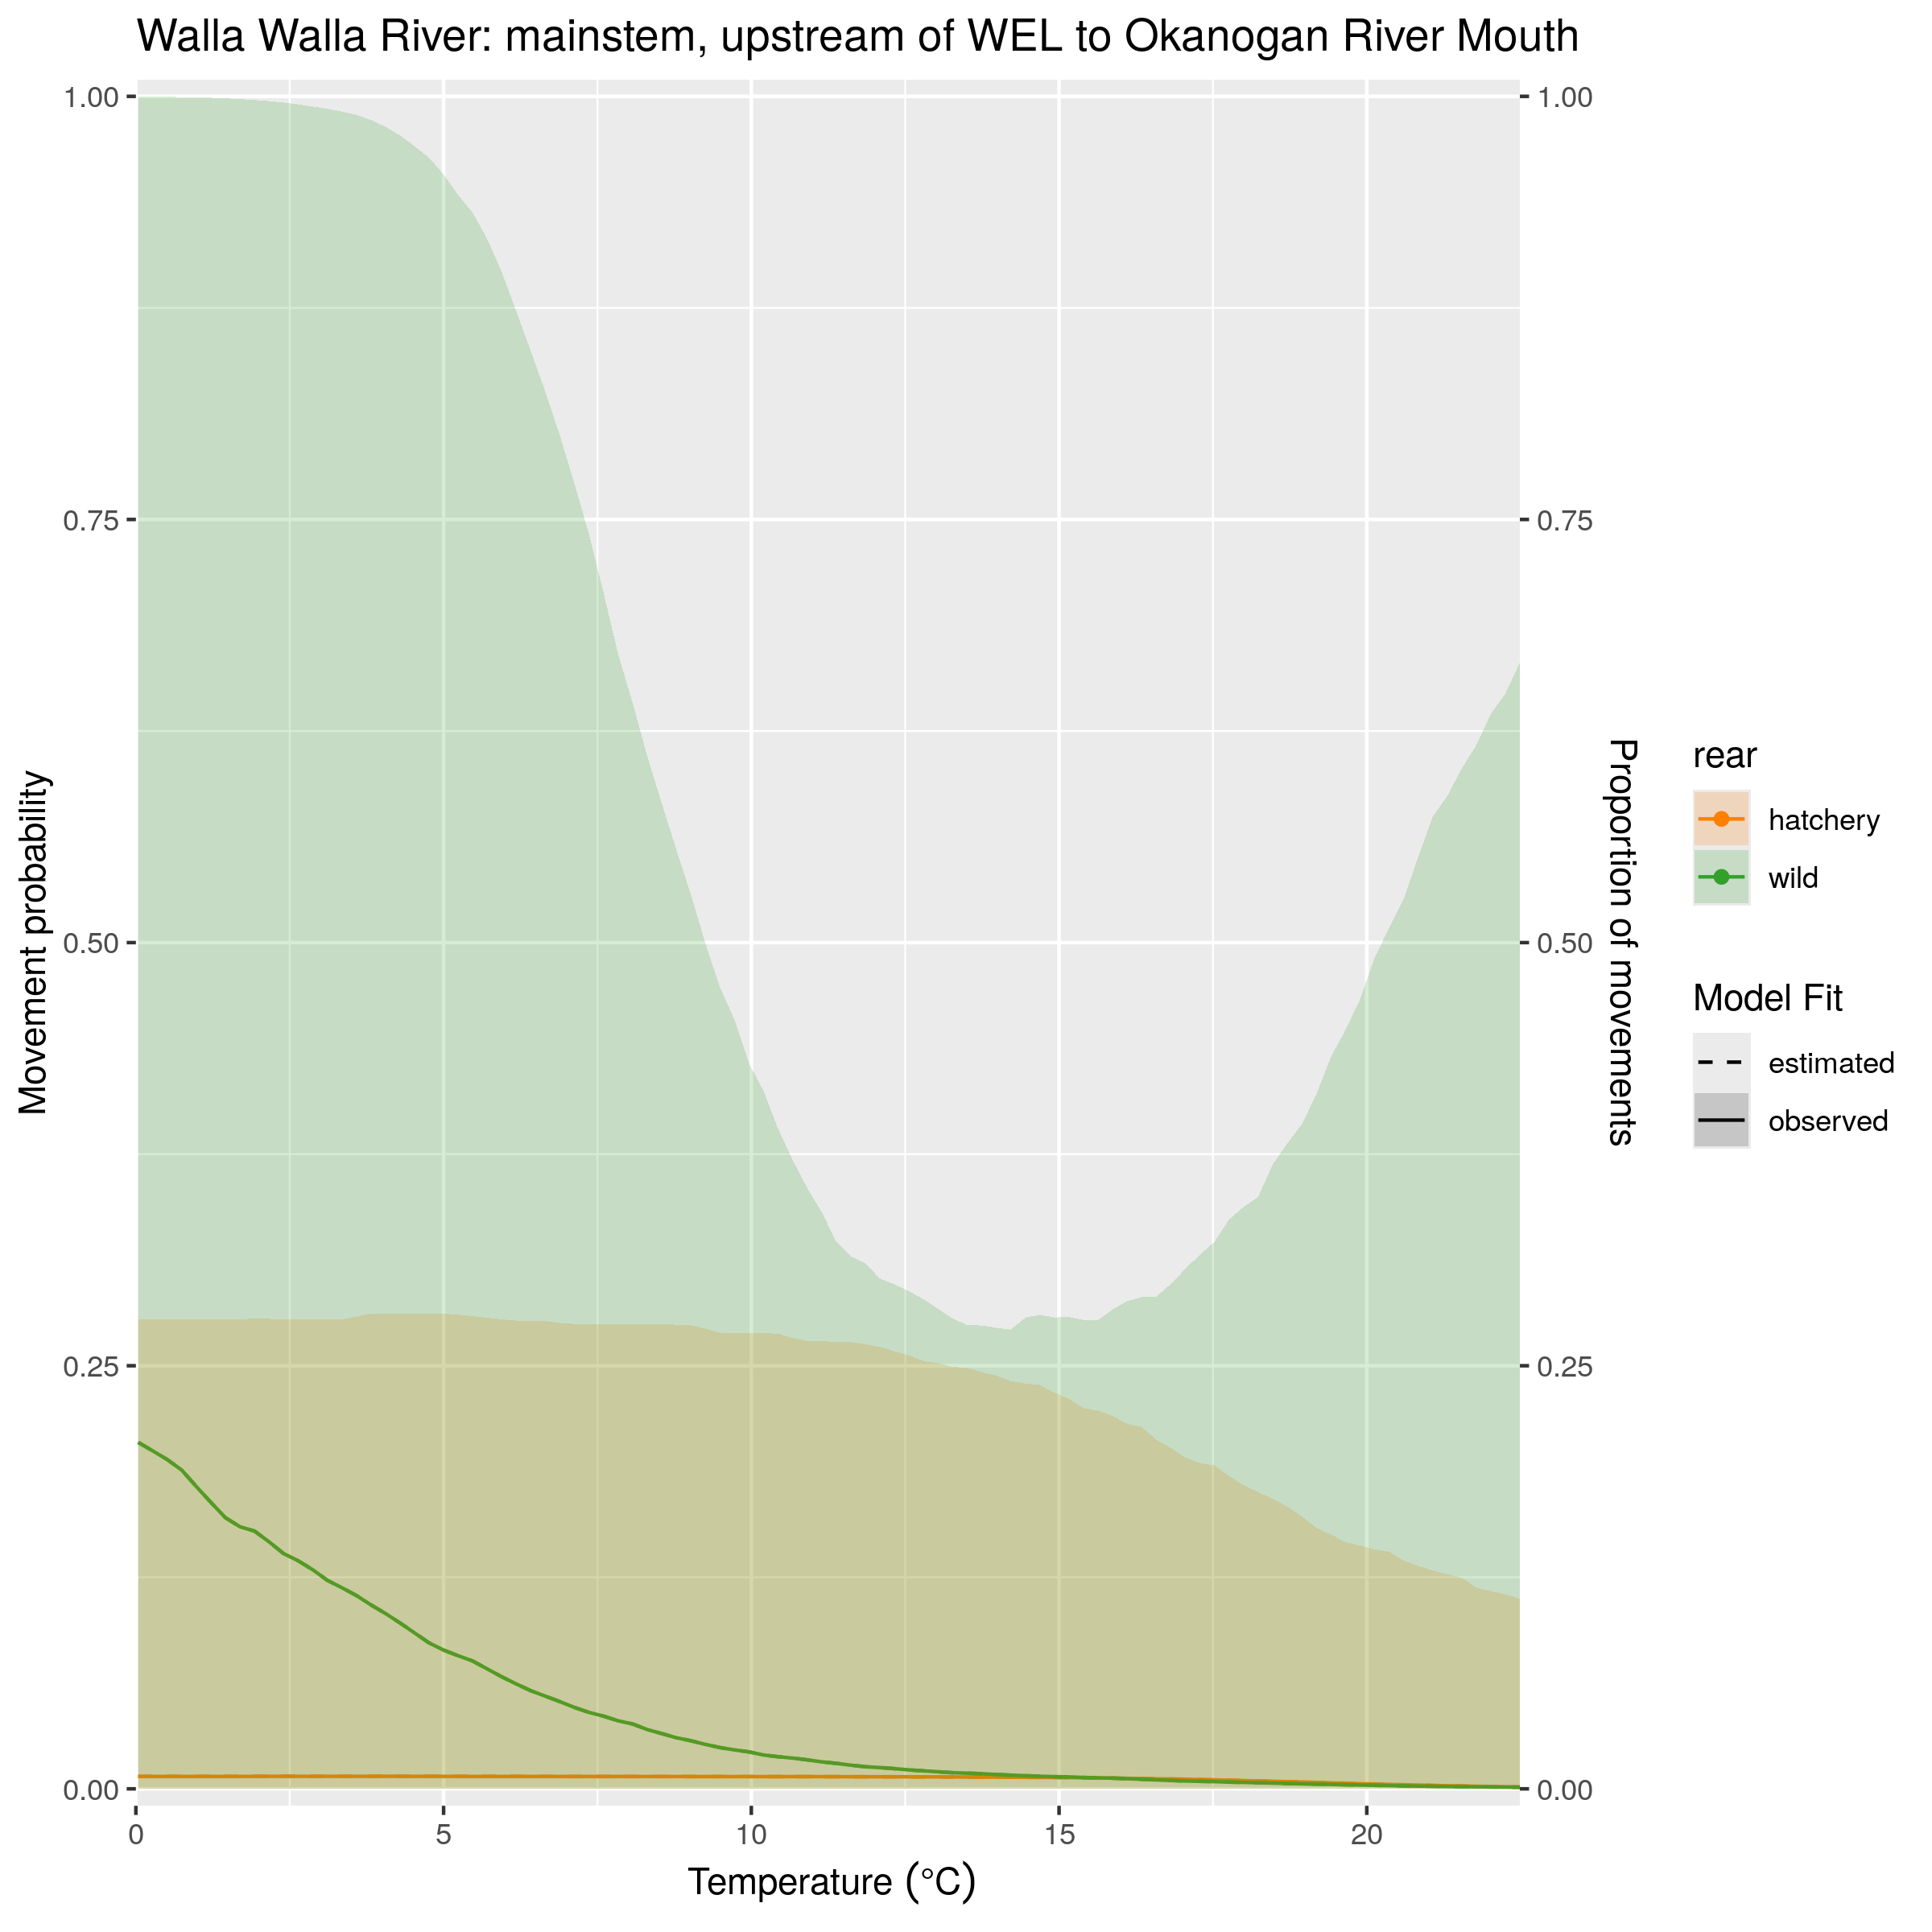 Walla Walla River: mainstem, upstream of WEL to Okanogan River Mouth
Movement probability
1.00
0.75
0.50
0.25
0.00
0
5
10
15
20
Temperature (°C)
1.00
0.75
0.50
0.25
0.00
Proportion of movements
rear
hatchery
wild
Model Fit
estimated
observed